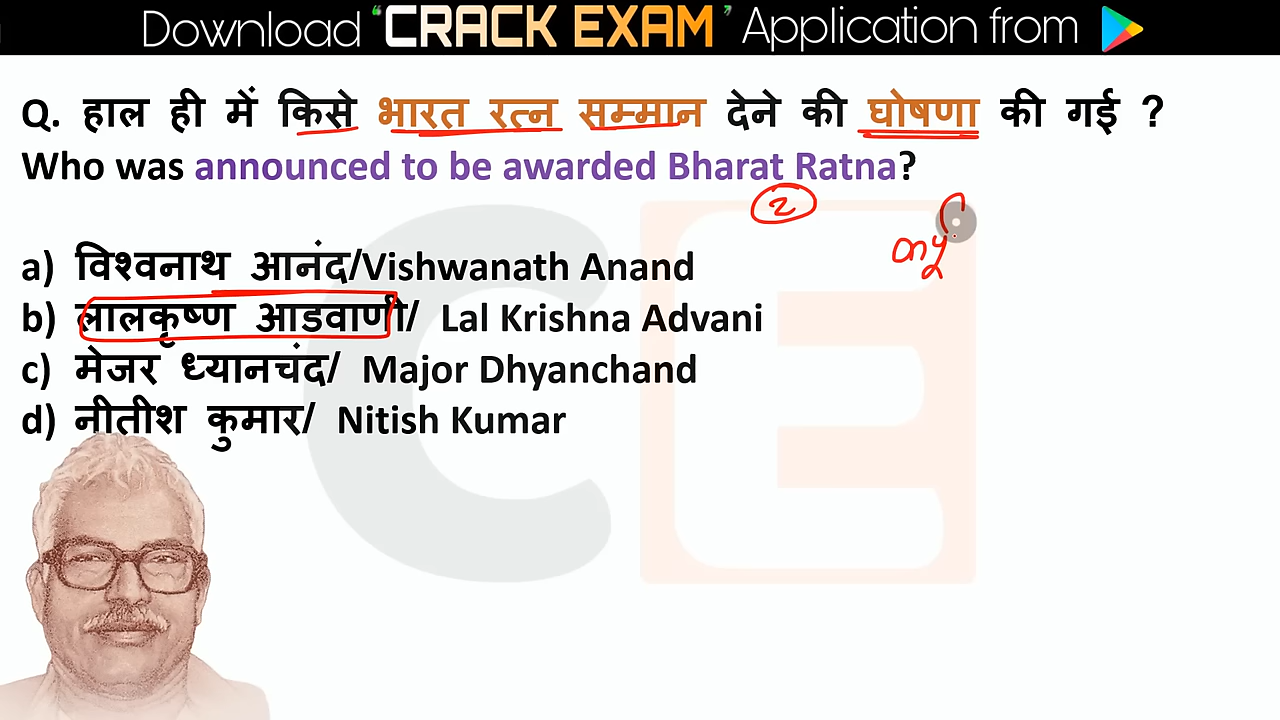 Download “CRACK EXAM” Application from
Q. हाल ही में किसे भारत रत्न सम्मान देने की घोषणा की गई ?
Who was announced to be awarded Bharat Ratna?
2
a) विश्वनाथ आनंद/Vishwanath Anand
b) लालकृष्ण आडवाणी/ Lal Krishna Advani
c) मेजर ध्यानचंद/ Major Dhyanchand
d) नीतीश कुमार/ Nitish Kumar
CE